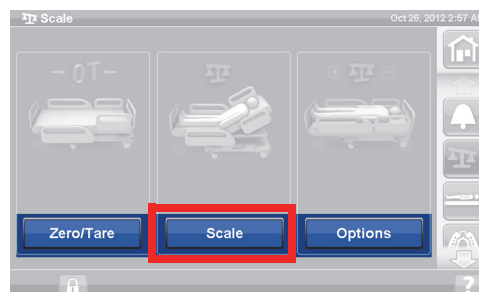 Scale
Oct 26, 2012 2:57 A
-0T-
Zero/Tare
Scale
Options
?